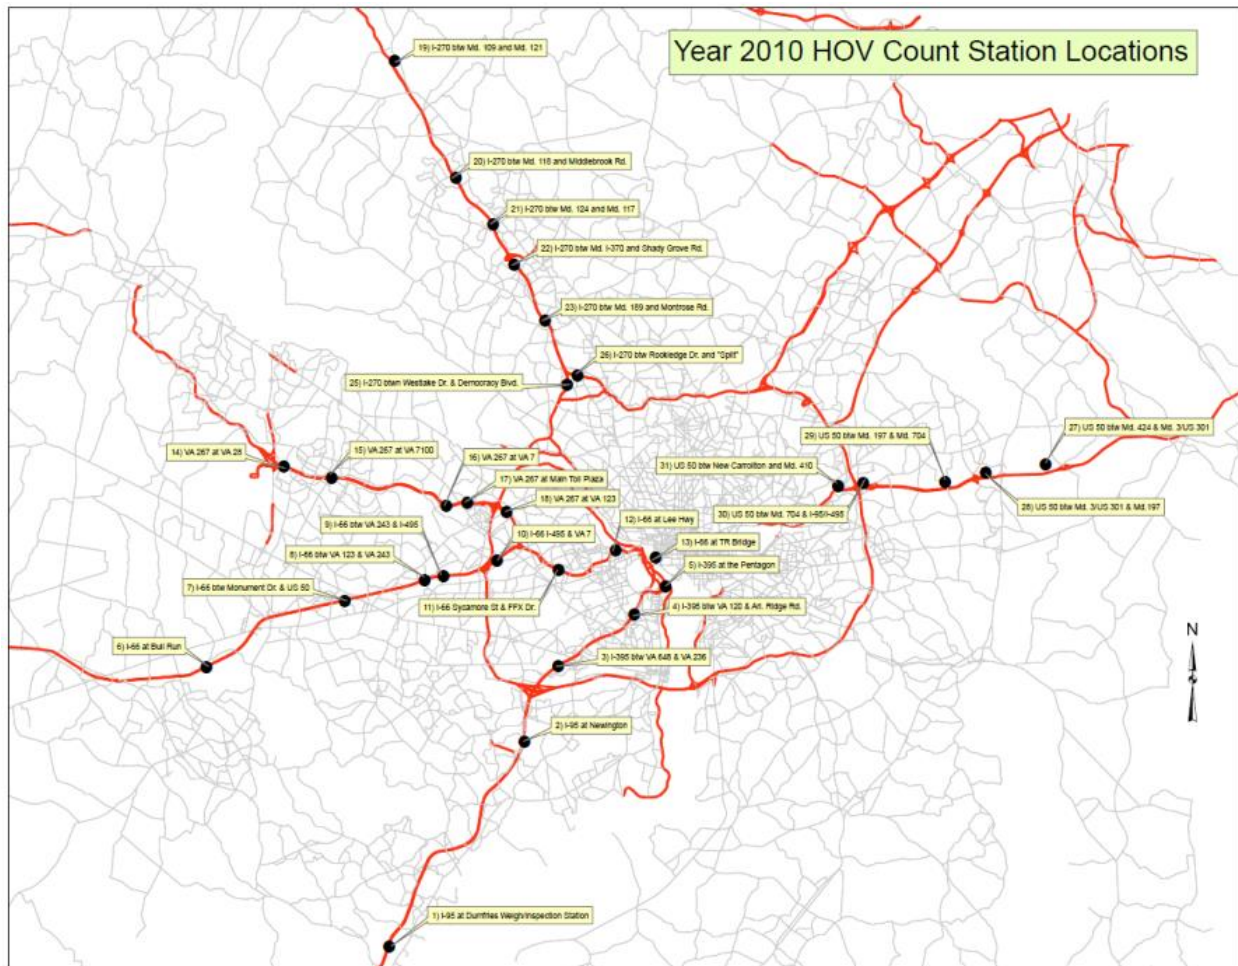 Year 2010 HOV Count Station Locations
19) I-270 btw Md. 109 and Md. 121
20) I-270 btw Md. 118 and Middlebrook Rd.
21) I-270 btw Md. 124 and Md. 117
22) I-270 btw Md. I-370 and Shady Grove Rd.
23) I-270 btw Md. 189 and Montrose Rd.
26) I-270 btw Rockledge Dr. and "Split"
25) I-270 btwn Westlake Dr. & Democracy Blvd.
27) US 50 btw Md. 424 & Md. 3/US 301
29) US 50 btw Md. 197 & Md. 704
14) VA 267 at VA 28
15) VA 267 at VA 7100
16) VA 267 at VA 7
31) US 50 btw New Carrollton and Md. 410
17) VA 267 at Main Toll Plaza
18) VA 267 at VA 123
28) US 50 btw Md. 3/US 301 & Md.197
30) US 50 btw Md. 704 & I-95/I-495
9) I-66 btw VA 243 & I-495
12) I-66 at Lee Hwy
10) I-66 I-495 & VA 7
13) I-66 at TR Bridge
8) I-66 btw VA 123 & VA 243
5) I-395 at the Pentagon
7) I-66 btw Monument Dr. & US 50
11) I-66 Sycamore St & FFX Dr.
4) I-395 btw VA 120 & Arl. Ridge Rd.
N
6) I-66 at Bull Run
3) I-395 btw VA 648 & VA 236
2) I-95 at Newington
1) I-95 at Dumfries Weigh/Inspection Station